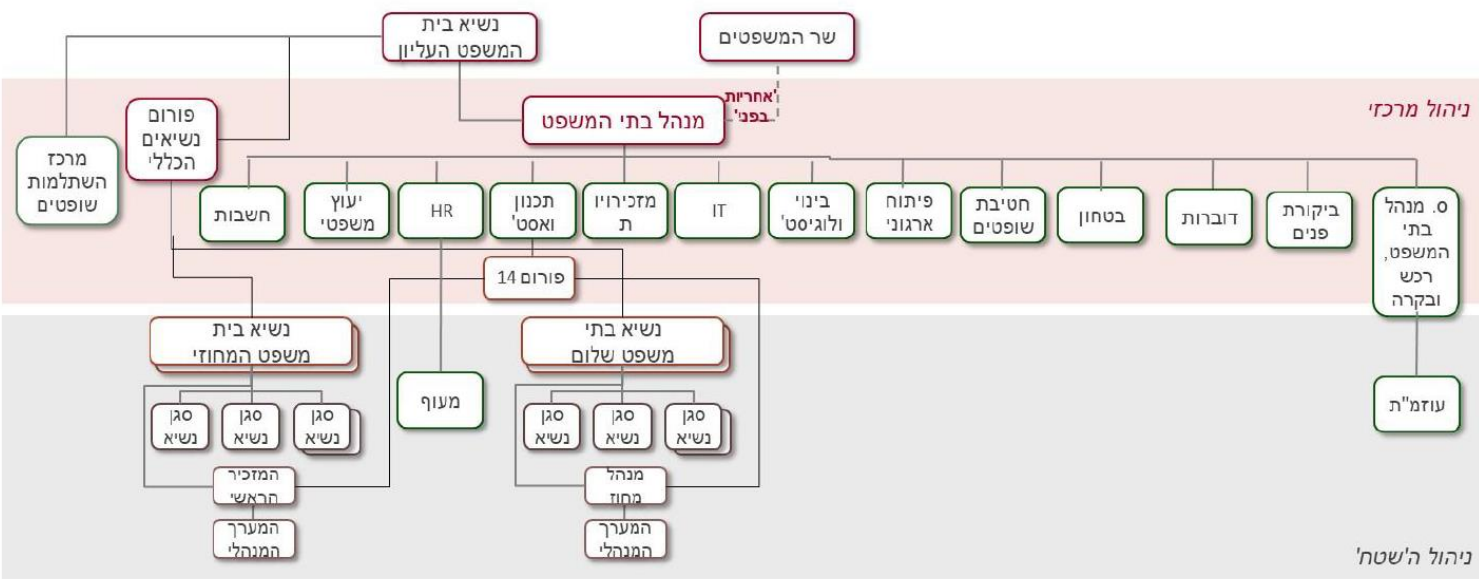 נשיא בית
המשפט העליון
שר המשפטים
'אחריות
בפני'
ניהול מרכזי
מנהל בתי המשפט
פורום
נשיאים
הכללי
מרכז
השתלמות
שופטים
ס. מנהל
בתי
המשפט,
רכש
ובקרה
ביקורת
פנים
דוברות
בטחון
חטיבת
שופטים
פיתוח
ארגוני
בינוי
ולוגיסט'
IT
מזכירויו
ת
תכנון
ואסט'
HR
יעוץ
משפטי
חשבות
פורום 14
נשיא בתי
משפט שלום
נשיא בית
משפט המחוזי
עוזמ"ת
מעוף
סגן
נשיא
סגן
נשיא
סגן
נשיא
סגן
נשיא
סגן
נשיא
סגן
נשיא
מנהל
מחוז
המערך
המנהלי
המזכיר
הראשי
המערך
המנהלי
ניהול ה'שטח'